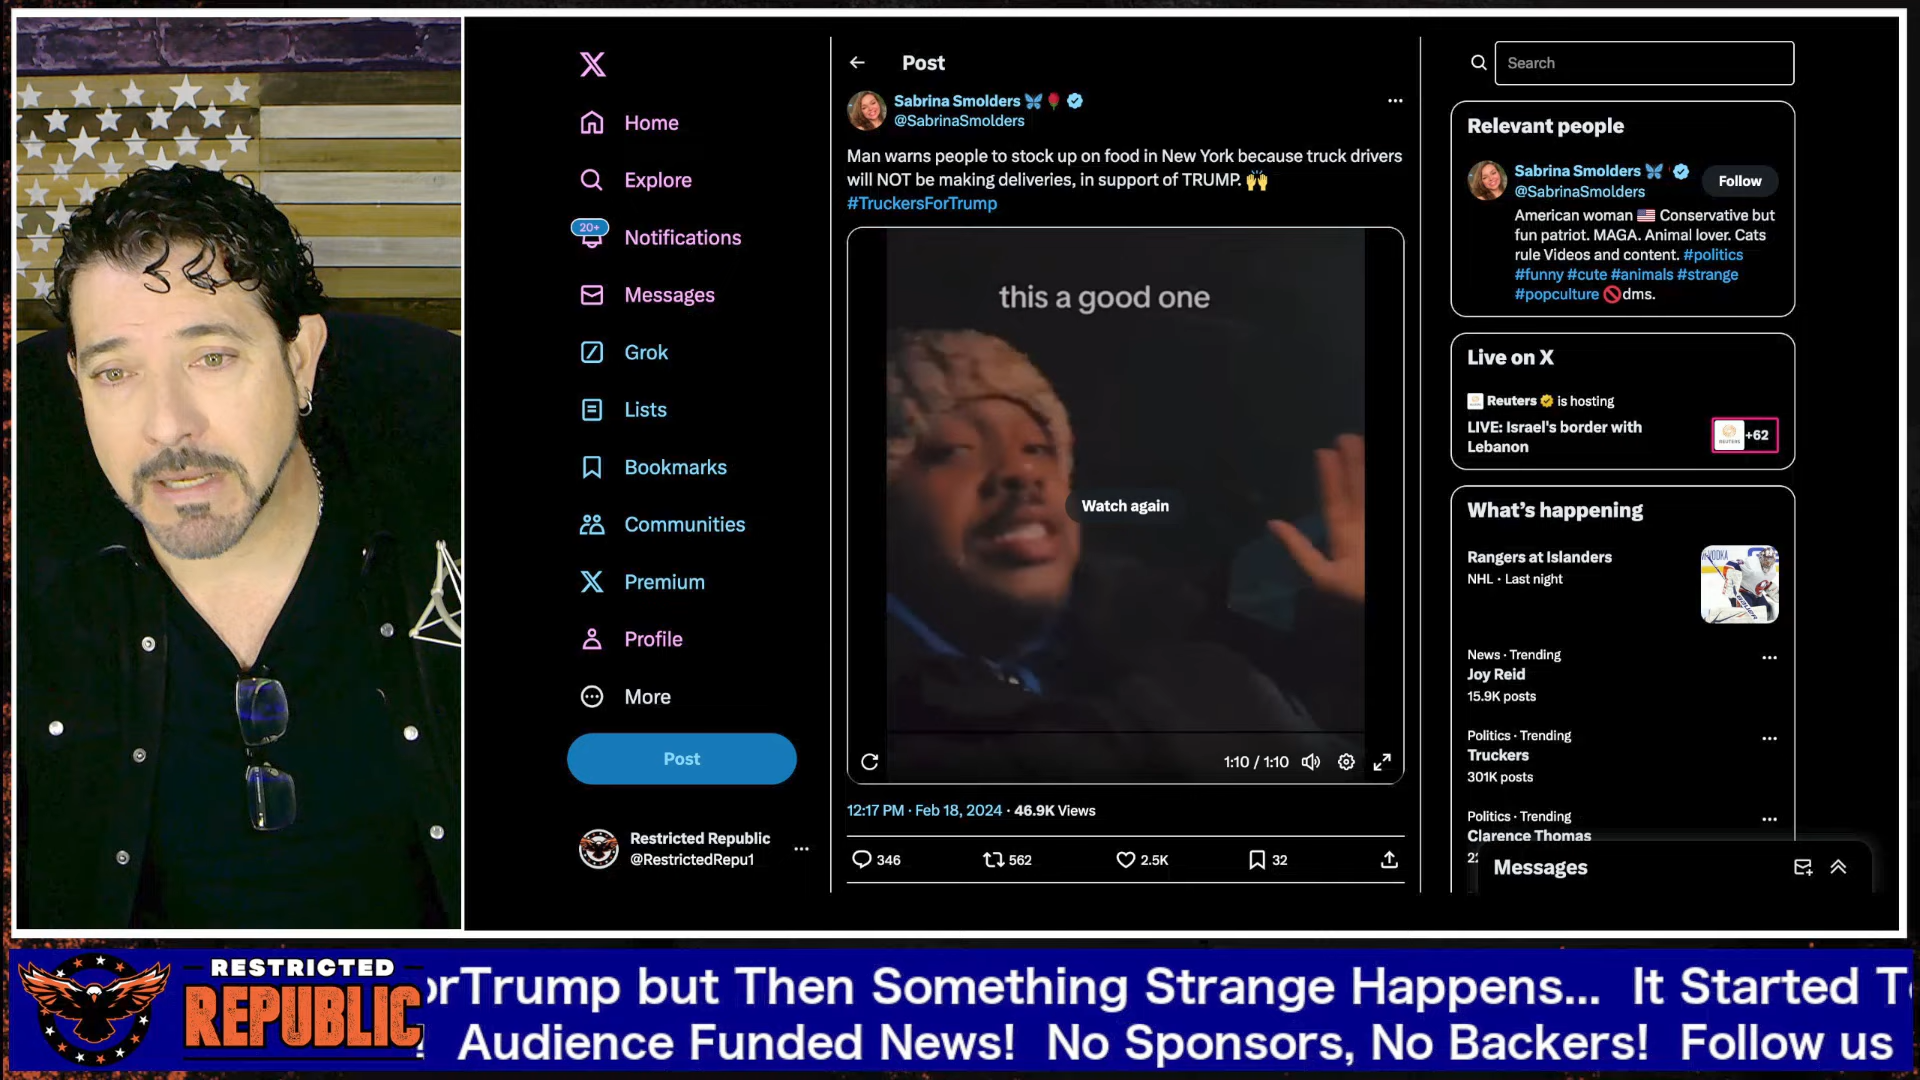 Home
Explore
20+
Notifications
Messages
Grok
Lists
Bookmarks
Communities
Premium
Profile
More
Post
Restricted Republic
@RestrictedRepu1
Post
Sabrina Smolders
@SabrinaSmolders
Man warns people to stock up on food in New York because truck drivers
will NOT be making deliveries, in support of TRUMP. 🙌
#TruckersForTrump
this a good one
Watch again
1:10 / 1:10
12:17 PM · Feb 18, 2024 · 46.9K Views
346
562
2.5K
32
Search
Relevant people
Sabrina Smolders
@SabrinaSmolders
Follow
American woman 🇺🇸 Conservative but
fun patriot. MAGA. Animal lover. Cats
rule Videos and content. #politics
#funny #cute #animals #strange
#popculture 🚫dms.
Live on X
Reuters is hosting
LIVE: Israel's border with
Lebanon
REUTERS
+62
What's happening
Rangers at Islanders
NHL · Last night
News · Trending
Joy Reid
15.9K posts
Politics · Trending
Truckers
301K posts
Politics · Trending
Clarence Thomas
Messages
RESTRICTED
REPUBLIC
orTrump but Then Something Strange Happens... It Started T
Audience Funded News! No Sponsors, No Backers! Follow us